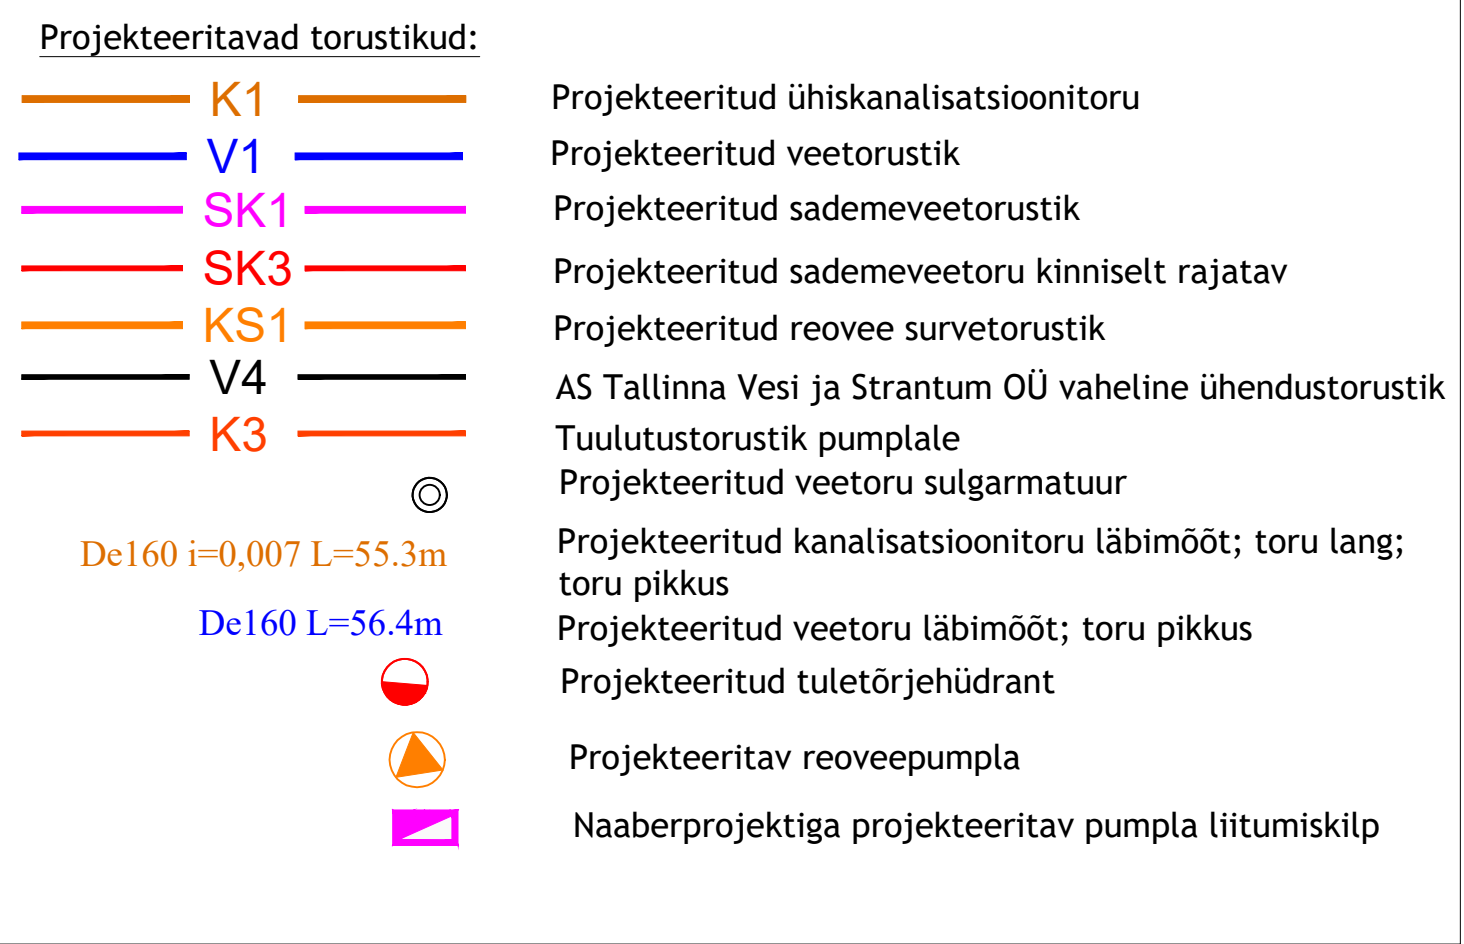 Projekteeritavad torustikud:
K1 Projekteeritud ühiskanalisatsioonitoru
V1 Projekteeritud veetorustik
SK1 Projekteeritud sademeveetorustik
SK3 Projekteeritud sademeveetoru kinniselt rajatav
KS1 Projekteeritud reovee survetorustik
V4 AS Tallinna Vesi ja Strantum OÜ vaheline ühendustorustik
K3 Tuulutustorustik pumplale
Projekteeritud veetoru sulgarmatuur
De160 i=0,007 L=55.3m Projekteeritud kanalisatsioonitoru läbimõõt; toru lang;
toru pikkus
De160 L=56.4m Projekteeritud veetoru läbimõõt; toru pikkus
Projekteeritud tuletõrjehüdrant
Projekteeritav reoveepumpla
Naaberprojektiga projekteeritav pumpla liitumiskilp